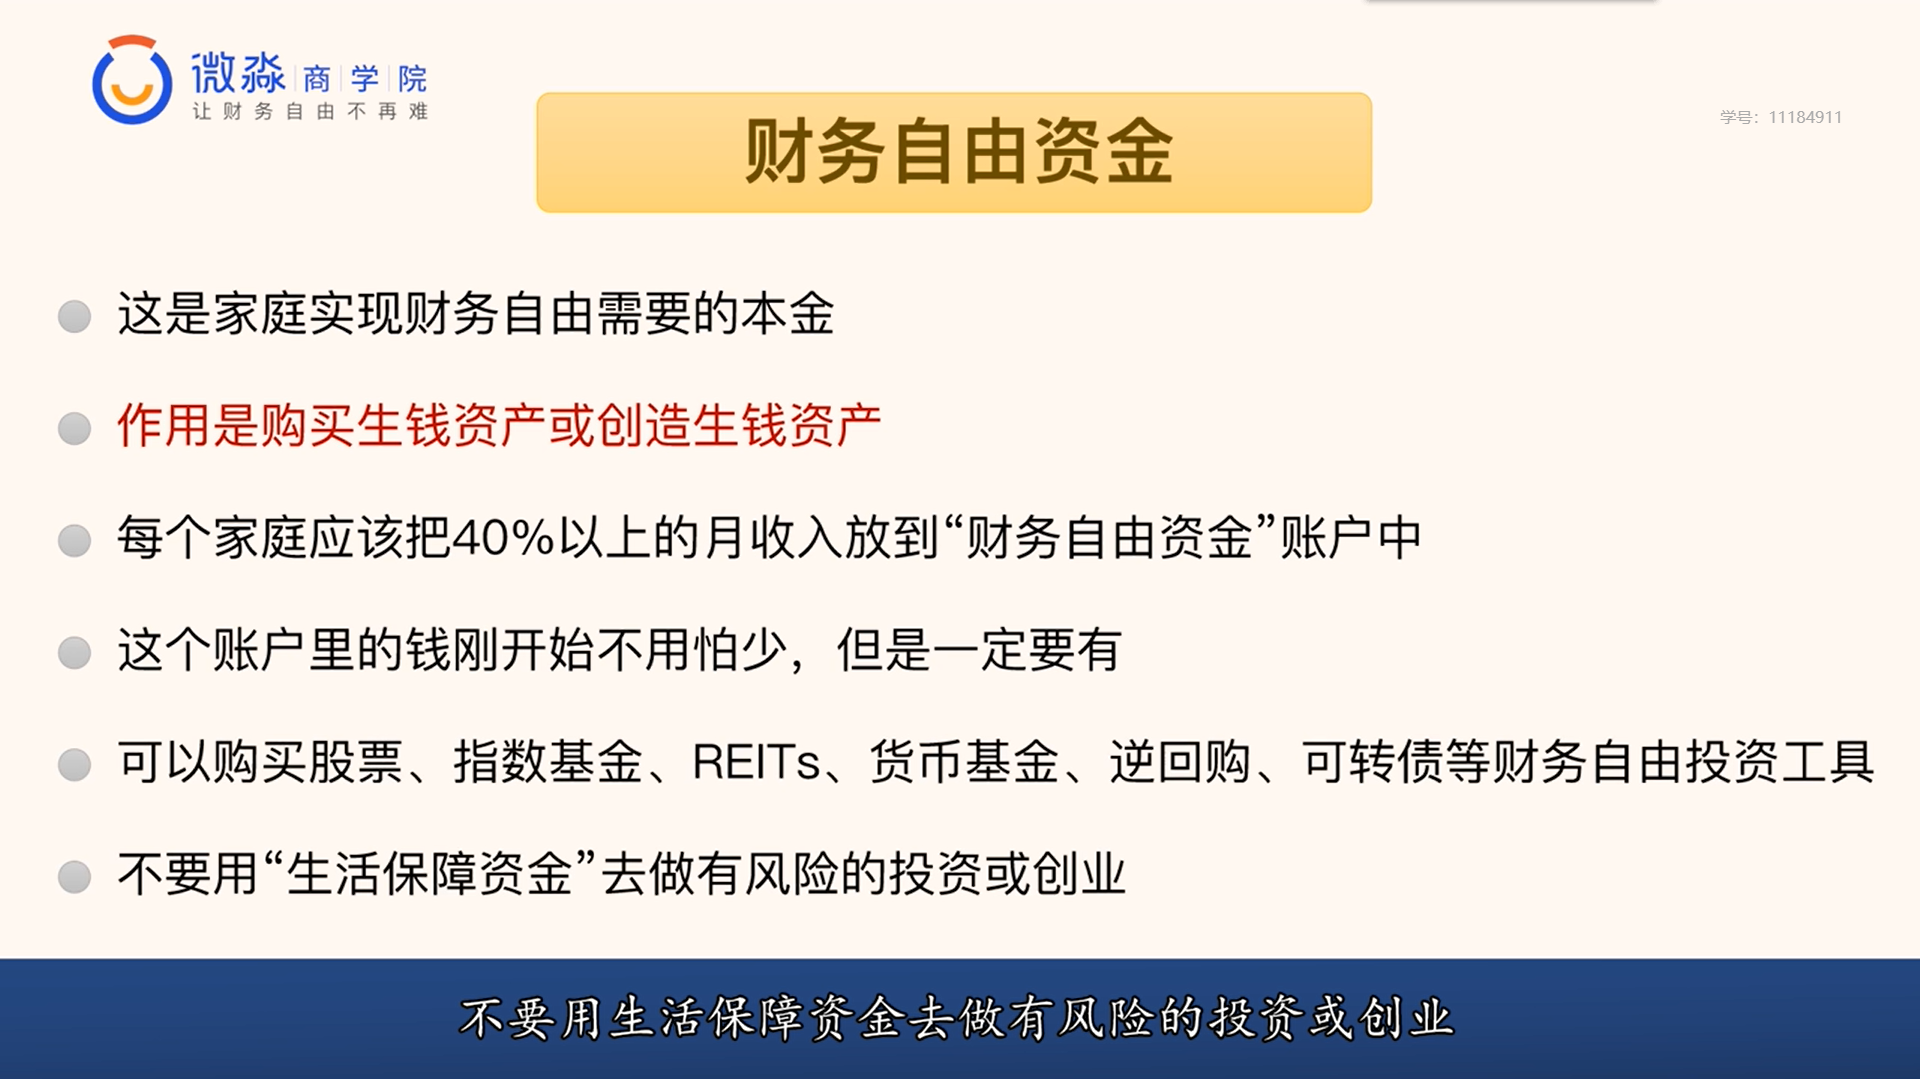 微淼商学院
让财务自由不再难
学号：11184911
财务自由资金
这是家庭实现财务自由需要的本金
作用是购买生钱资产或创造生钱资产
每个家庭应该把40%以上的月收入放到“财务自由资金”账户中
这个账户里的钱刚开始不用怕少，但是一定要有
可以购买股票、指数基金、REITs、货币基金、逆回购、可转债等财务自由投资工具
不要用“生活保障资金”去做有风险的投资或创业
不要用生活保障资金去做有风险的投资或创业